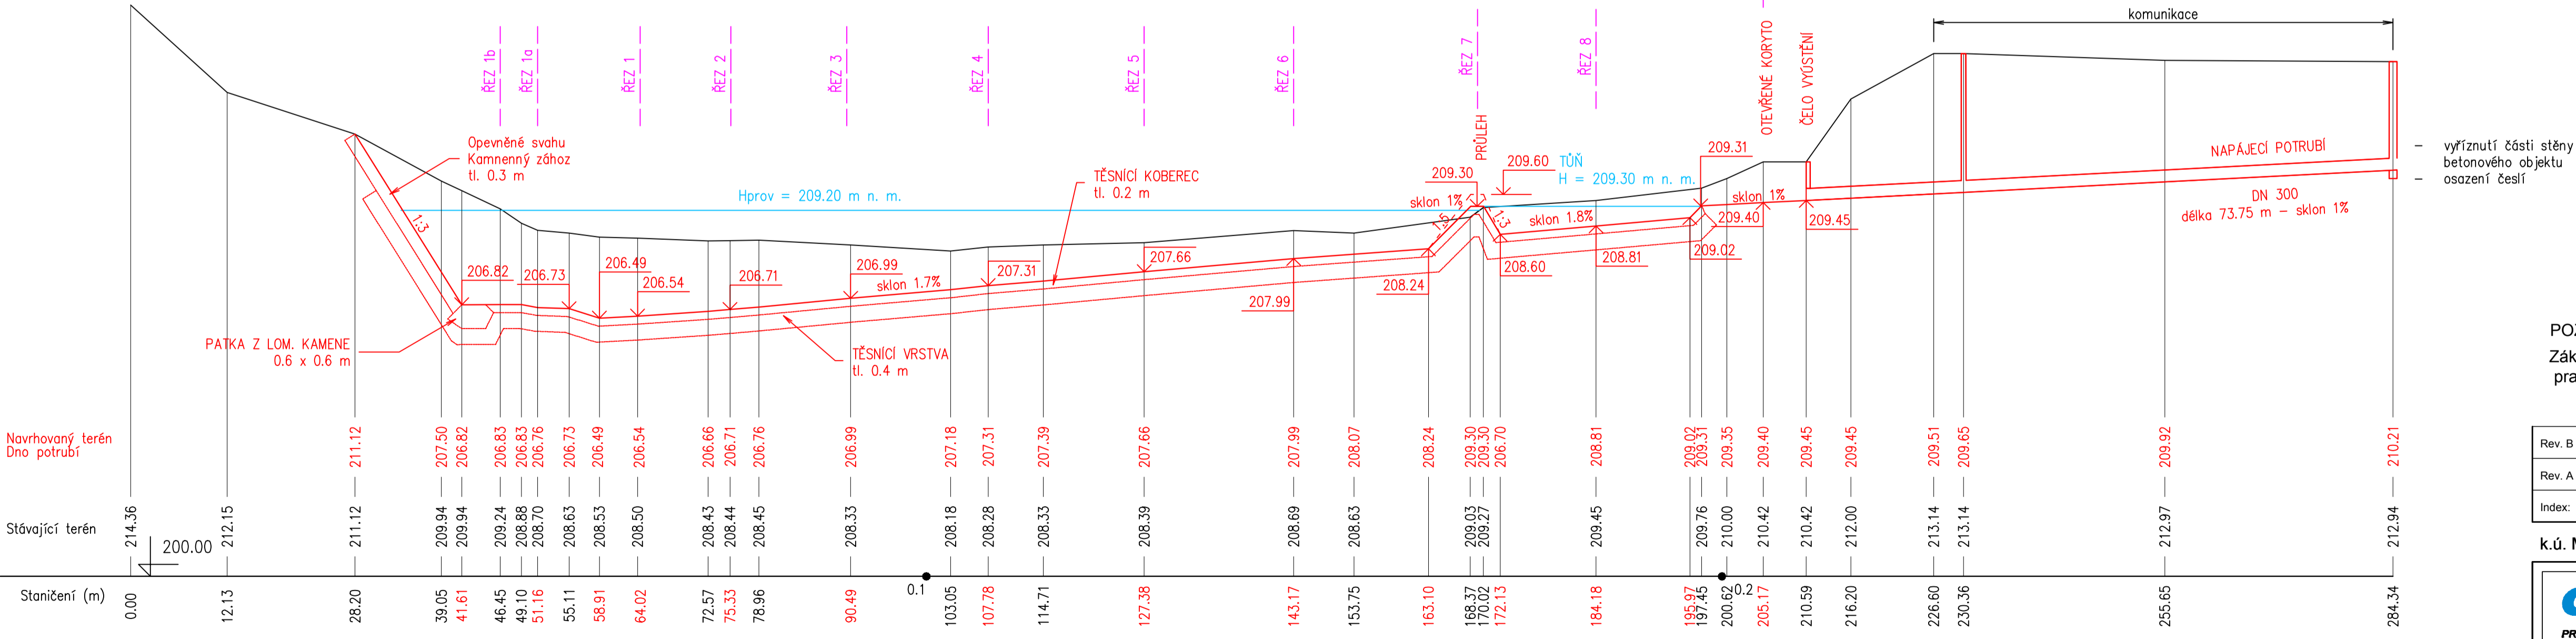 komunikace
ŘEZ 1b
ŘEZ 1a
ŘEZ 1
ŘEZ 2
ŘEZ 3
ŘEZ 4
ŘEZ 5
ŘEZ 6
ŘEZ 7
ŘEZ 8
OTEVŘENÉ KORYTO
ČELO VYÚSTĚNÍ
PRŮLEH
Opevněné svahu
Kamnenný zához
tl. 0.3 m
1:3
Hprov = 209.20 m n. m.
TĚSNÍCÍ KOBEREC
tl. 0.2 m
209.30
209.60
TŮŇ
H = 209.30 m n. m.
209.31
sklon 1%
1:5
1:3
sklon 1.8%
sklon 1%
209.40
209.45
NAPÁJECÍ POTRUBÍ
DN 300
délka 73.75 m – sklon 1%
– vyříznutí části stěny
betonového objektu
– osazení česlí
206.82
206.73
206.49
206.54
206.71
206.99
sklon 1.7%
207.31
207.66
207.99
208.24
208.60
208.81
209.02
PATKA Z LOM. KAMENE
0.6 x 0.6 m
TĚSNÍCÍ VRSTVA
tl. 0.4 m
Navrhovaný terén
Dno potrubí
211.12 207.50 206.82 206.83 206.83 206.76 206.73 206.49 206.54 206.66 206.71 206.76 206.99 207.18 207.31 207.39 207.66 207.99 208.07 208.24 209.30 209.30 206.70 208.81 209.02 209.31 209.35 209.40 209.45 209.45 209.51 209.65 209.92 210.21
Stávající terén
214.36 212.15 211.12 209.94 209.94 209.24 208.88 208.70 208.63 208.53 208.50 208.43 208.44 208.45 208.33 208.18 208.28 208.33 208.39 208.69 208.63 209.03 209.27 209.45 209.76 210.00 210.42 210.42 212.00 213.14 213.14 212.97 212.94
200.00
0.1
0.2
Staničení (m)
0.00 12.13 28.20 39.05 41.61 46.45 49.10 51.16 55.11 58.91 64.02 72.57 75.33 78.96 90.49 103.05 107.78 114.71 127.38 143.17 153.75 163.10 168.37 170.02 172.13 184.18 195.97 197.45 200.62 205.17 210.59 216.20 226.60 230.36 255.65 284.34
Rev. B
Rev. A
Index:
k.ú.